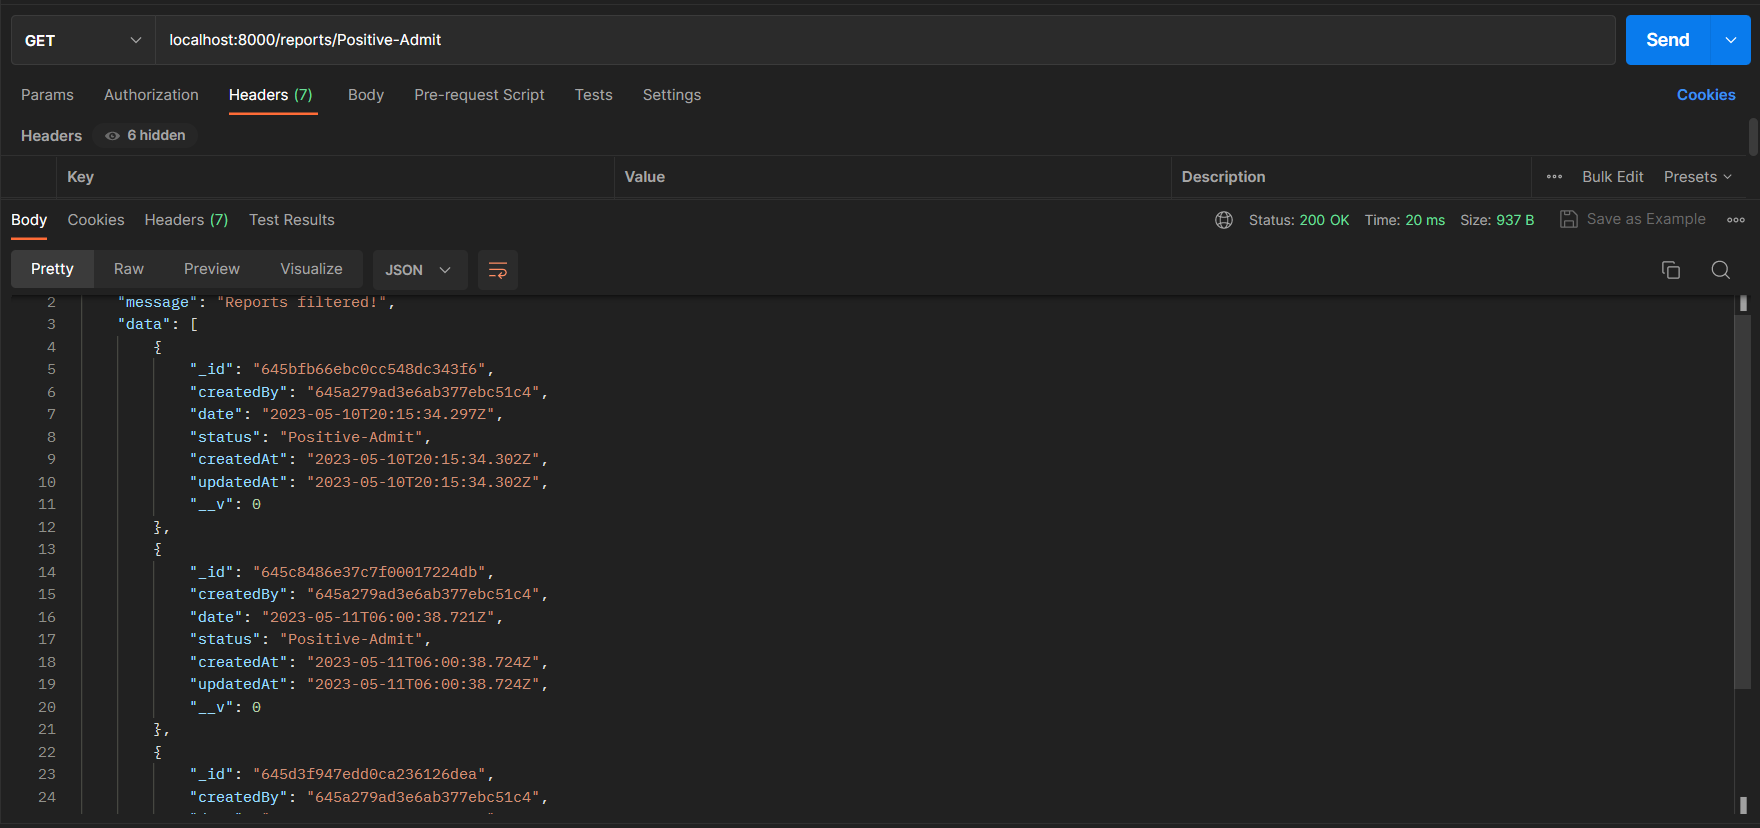 GET localhost:8000/reports/Positive-Admit Send
Params Authorization Headers (7) Body Pre-request Script Tests Settings Cookies
Headers 6 hidden
Key Value Description Bulk Edit Presets
Body Cookies Headers (7) Test Results Status: 200 OK Time: 20 ms Size: 937 B Save as Example
Pretty Raw Preview Visualize JSON
2 "message": "Reports filtered!",
3 "data": [
4 {
5 "_id": "645bfb66ebc0cc548dc343f6",
6 "createdBy": "645a279ad3e6ab377ebc51c4",
7 "date": "2023-05-10T20:15:34.297Z",
8 "status": "Positive-Admit",
9 "createdAt": "2023-05-10T20:15:34.302Z",
10 "updatedAt": "2023-05-10T20:15:34.302Z",
11 "__v": 0
12 },
13 {
14 "_id": "645c8486e37c7f00017224db",
15 "createdBy": "645a279ad3e6ab377ebc51c4",
16 "date": "2023-05-11T06:00:38.721Z",
17 "status": "Positive-Admit",
18 "createdAt": "2023-05-11T06:00:38.724Z",
19 "updatedAt": "2023-05-11T06:00:38.724Z",
20 "__v": 0
21 },
22 {
23 "_id": "645d3f947edd0ca236126dea",
24 "createdBy": "645a279ad3e6ab377ebc51c4",